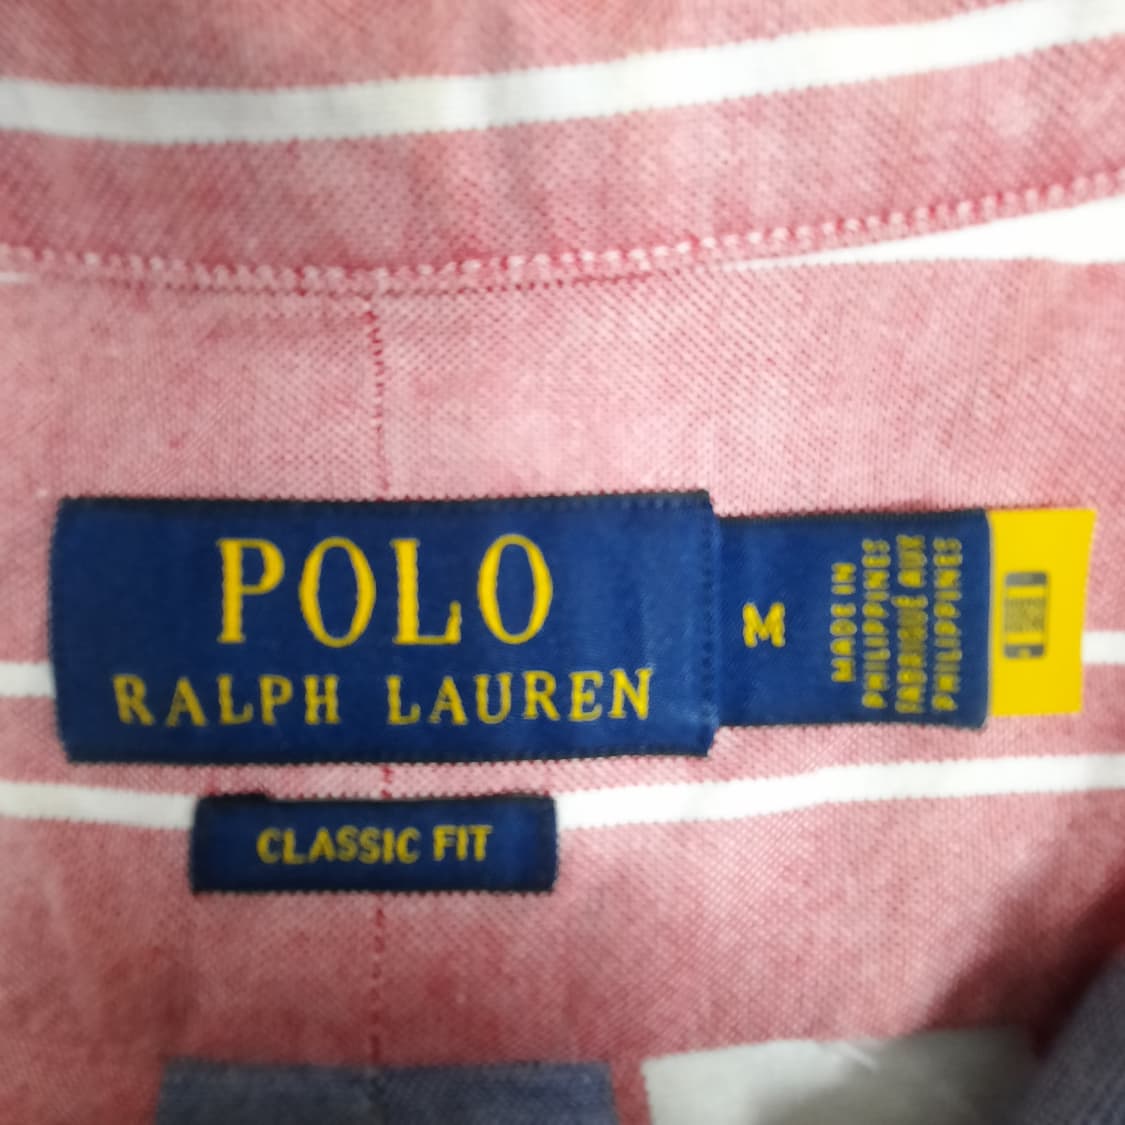 POLO
RALPH LAUREN
M
MADE IN
PHILIPPINES
FABRIQUÉ AUX
PHILIPPINES
CLASSIC FIT